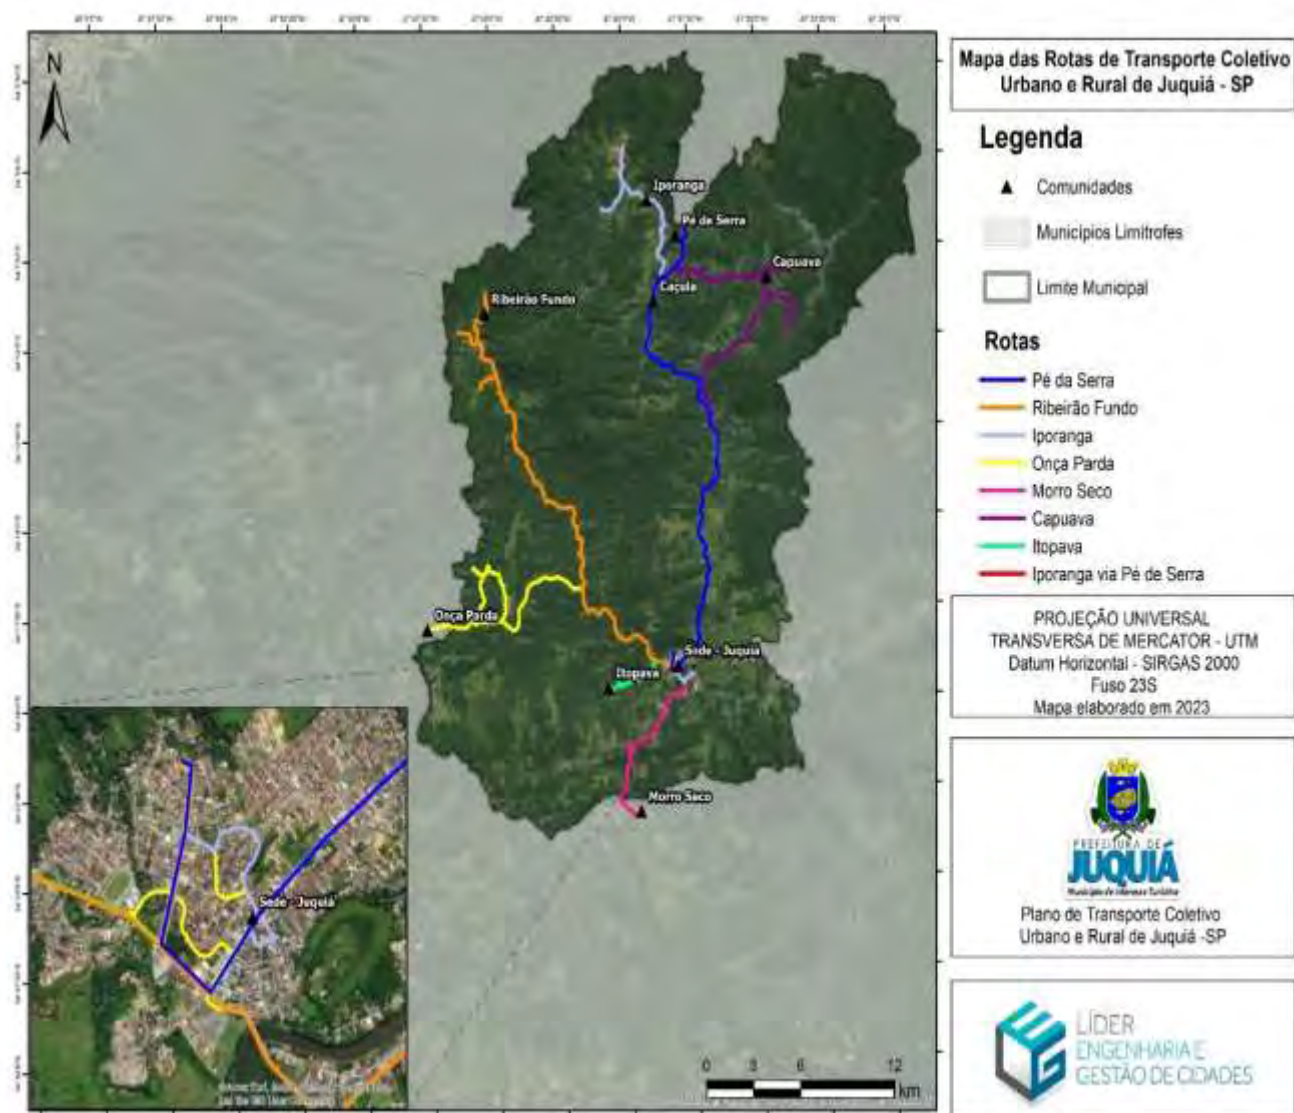 N
Iporanga
Pé da Serra
Capuava
Caçula
Ribeirão Fundo
Onça Parda
Sede - Juquiá
Itopava
Morro Seco
Sede - Juquiá
0 3 6 12
km
Mapa das Rotas de Transporte Coletivo
Urbano e Rural de Juquiá - SP
Legenda
Comunidades
Municípios Limítrofes
Limite Municipal
Rotas
Pé da Serra
Ribeirão Fundo
Iporanga
Onça Parda
Morro Seco
Capuava
Itopava
Iporanga via Pé de Serra
PROJEÇÃO UNIVERSAL
TRANSVERSA DE MERCATOR - UTM
Datum Horizontal - SIRGAS 2000
Fuso 23S
Mapa elaborado em 2023
PREFEITURA DE
JUQUIÁ
Município de Interesse Turístico
Plano de Transporte Coletivo
Urbano e Rural de Juquiá -SP
LÍDER
ENGENHARIA E
GESTÃO DE CIDADES